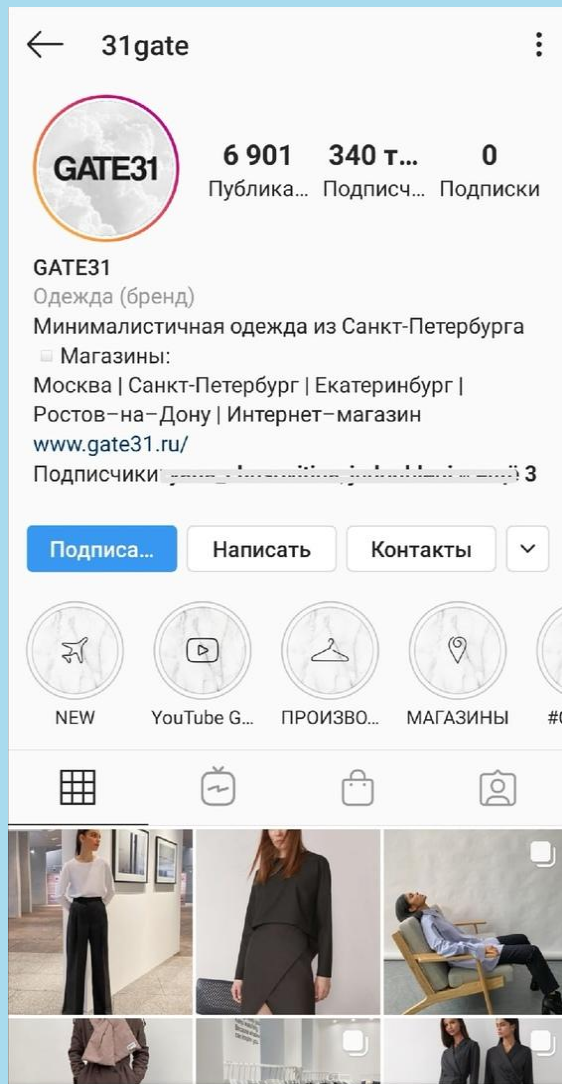 31gate
GATE31
6 901 340 т... 0
Публика... Подписч... Подписки
GATE31
Одежда (бренд)
Минималистичная одежда из Санкт-Петербурга
Магазины:
Москва | Санкт-Петербург | Екатеринбург |
Ростов-на-Дону | Интернет-магазин
www.gate31.ru/
Подписчики 3
Подписа... Написать Контакты
NEW YouTube G... ПРОИЗВО... МАГАЗИНЫ